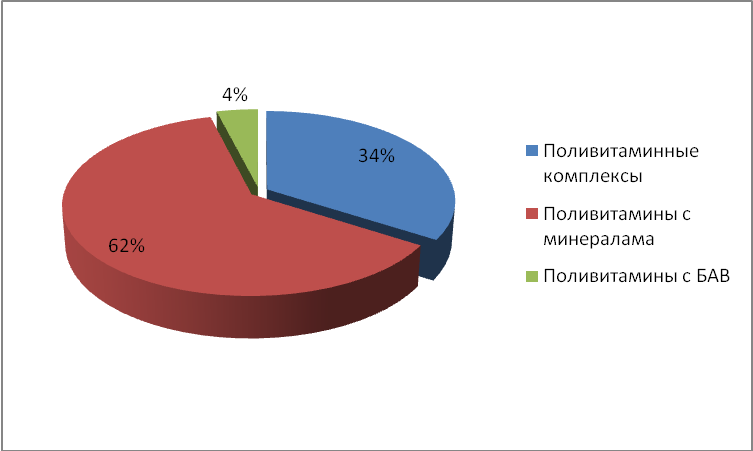 4%
34%
62%
Поливитаминные
комплексы
Поливитамины с
минералама
Поливитамины с БАВ